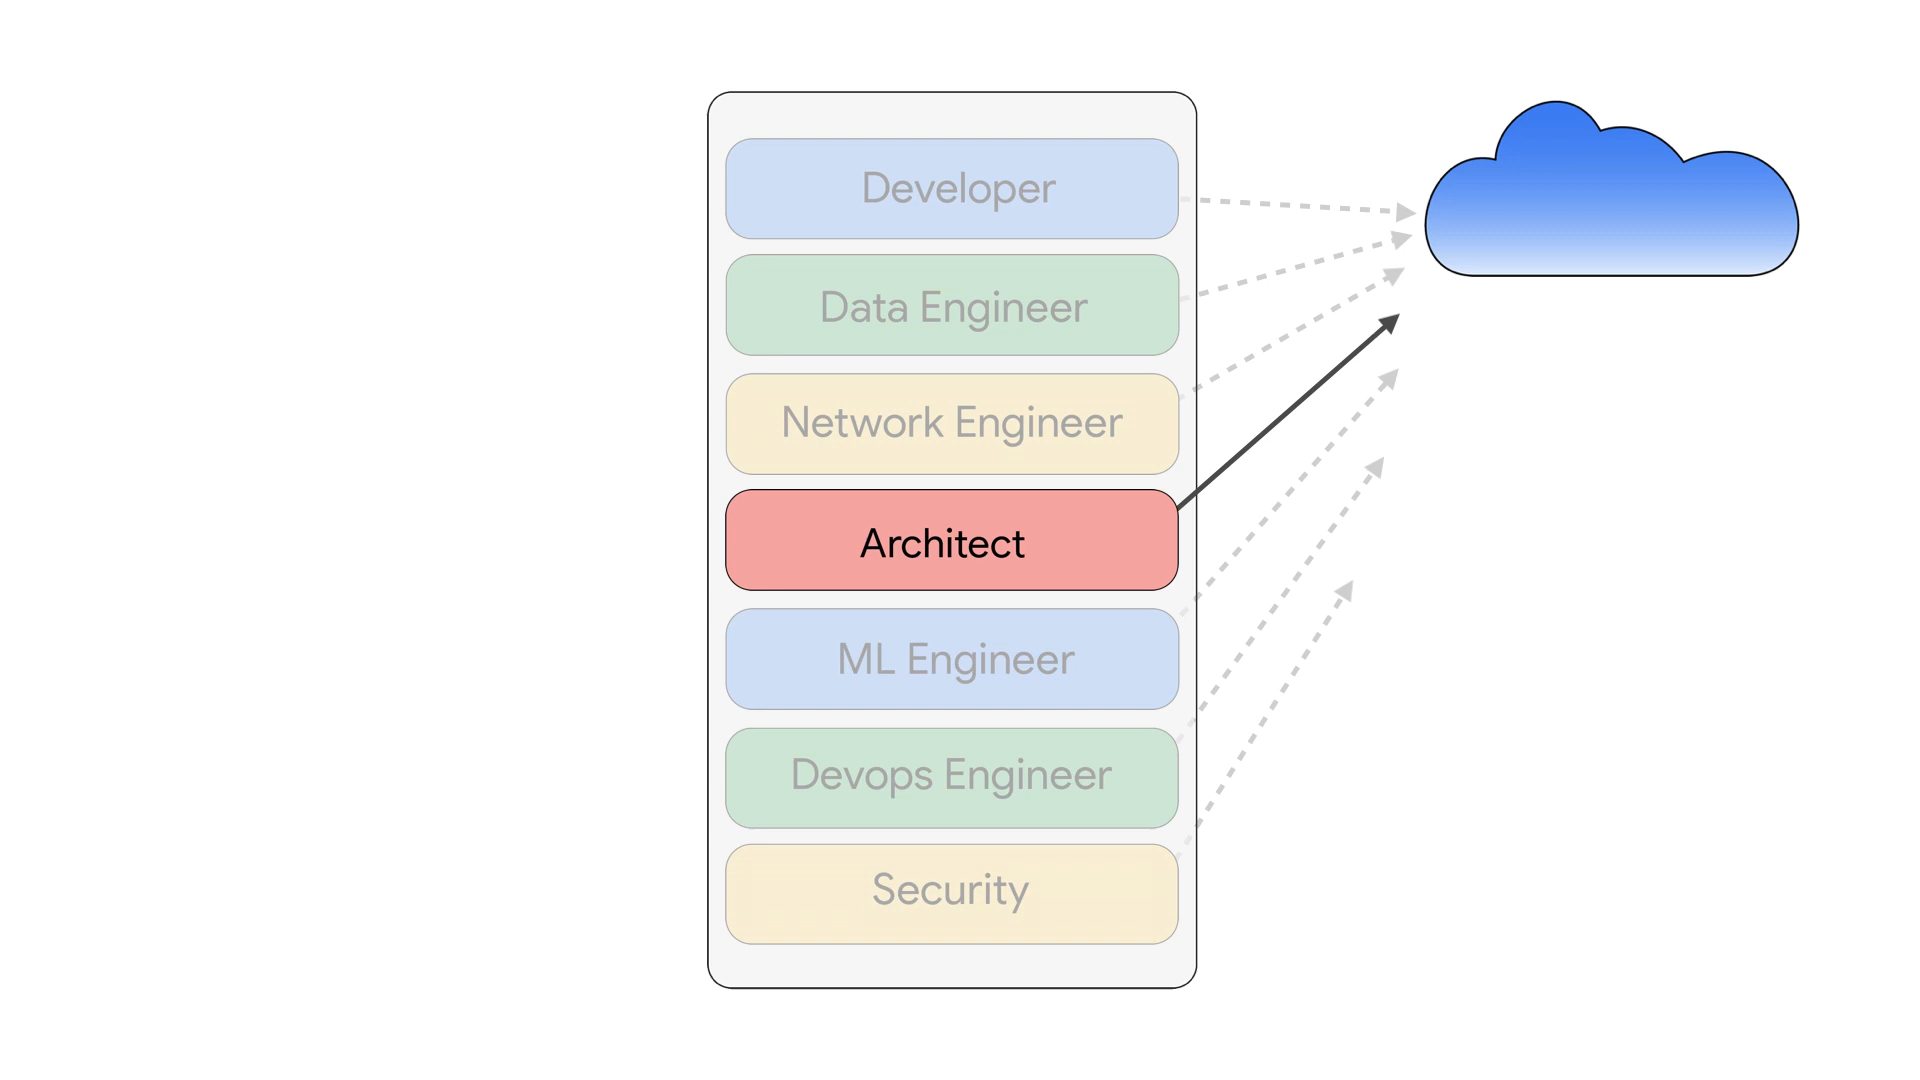 Developer
Data Engineer
Network Engineer
Architect
ML Engineer
Devops Engineer
Security